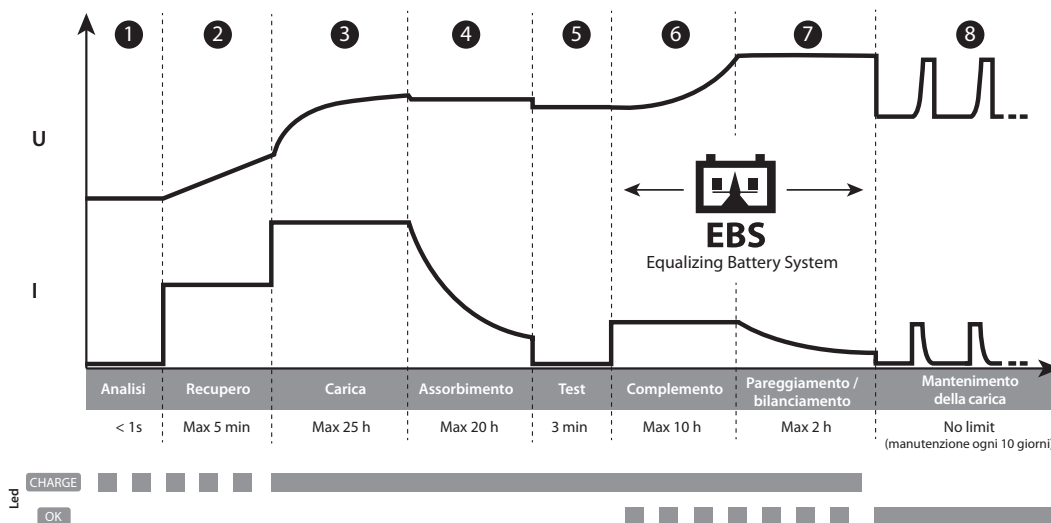 1 2 3 4 5 6 7 8
U
EBS
Equalizing Battery System
I
Analisi
Recupero
Carica
Assorbimento
Test
Complemento
Pareggiamento /
bilanciamento
Mantenimento
della carica
< 1s
Max 5 min
Max 25 h
Max 20 h
3 min
Max 10 h
Max 2 h
No limit
(manutenzione ogni 10 giorni)
Led
CHARGE
OK